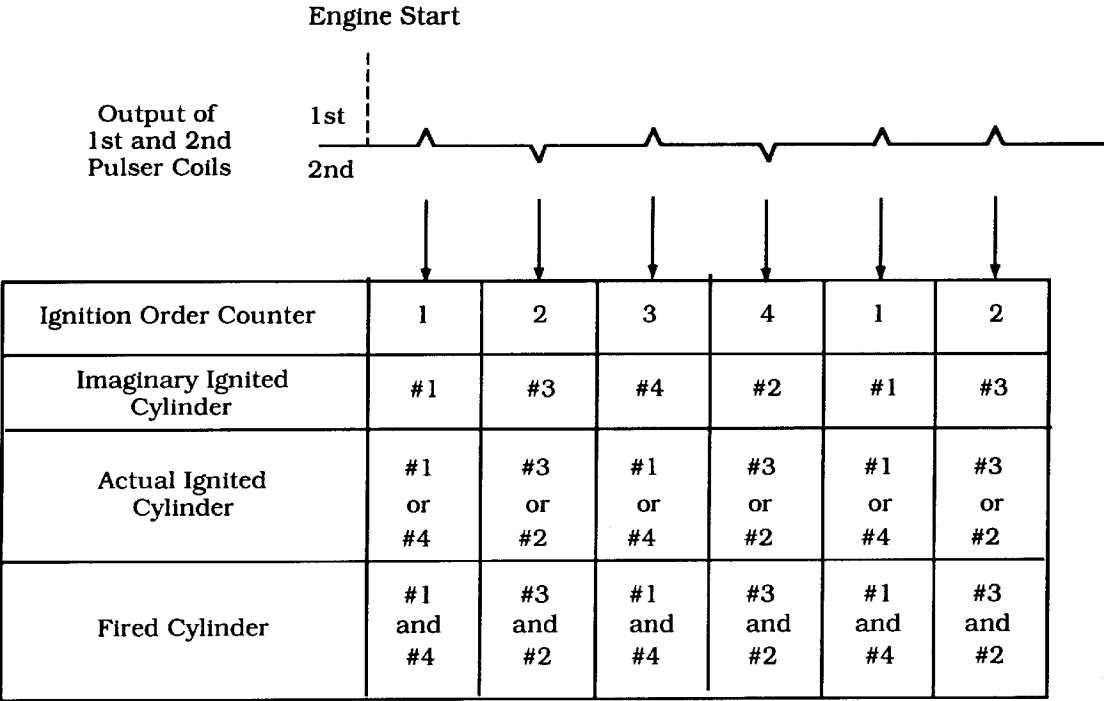 Engine Start
Output of
1st and 2nd
Pulser Coils
1st
2nd
Ignition Order Counter 1 2 3 4 1 2
Imaginary Ignited
Cylinder
#1 #3 #4 #2 #1 #3
Actual Ignited
Cylinder
#1 #3 #1 #3 #1 #3
or or or or or or
#4 #2 #4 #2 #4 #2
Fired Cylinder
#1 #3 #1 #3 #1 #3
and and and and and and
#4 #2 #4 #2 #4 #2